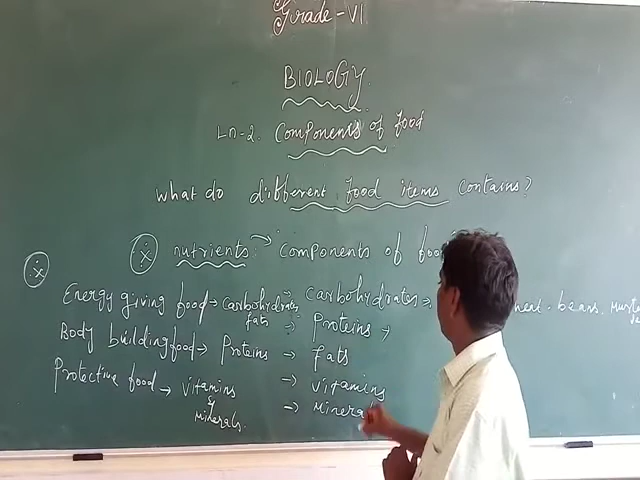 Grade-VI
BIOLOGY.
Ln-2. Components of food
What do different food items contains?
nutrients → Components of foo
Energy giving food → Carbohydrates fats → Carbohydrates. beans,
Body building food → Proteins → Proteins →
→ fats
Protective food → Vitamins & Minerals. → Vitamins
→ Minerals